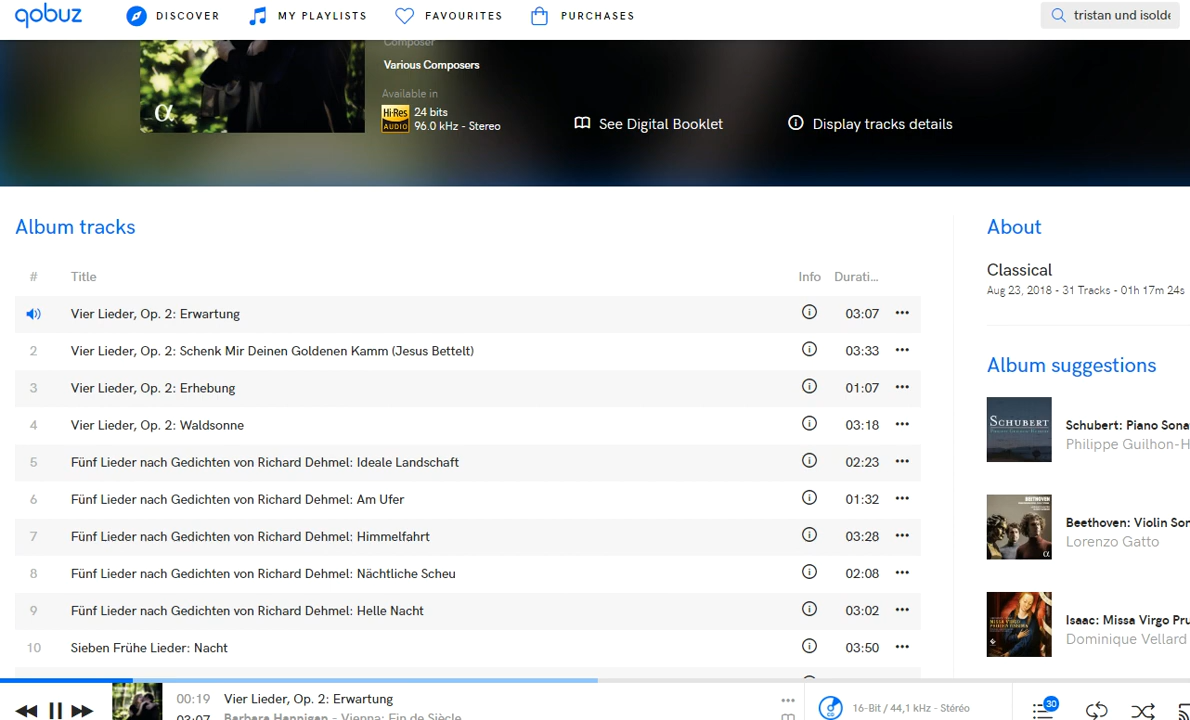 qobuz
DISCOVER
MY PLAYLISTS
FAVOURITES
PURCHASES
tristan und isolde
Composer
Various Composers
Available in
Hi-Res AUDIO
24 bits
96.0 kHz - Stereo
α
See Digital Booklet
Display tracks details
Album tracks
# Title Info Durati...
Vier Lieder, Op. 2: Erwartung 03:07
2 Vier Lieder, Op. 2: Schenk Mir Deinen Goldenen Kamm (Jesus Bettelt) 03:33
3 Vier Lieder, Op. 2: Erhebung 01:07
4 Vier Lieder, Op. 2: Waldsonne 03:18
5 Fünf Lieder nach Gedichten von Richard Dehmel: Ideale Landschaft 02:23
6 Fünf Lieder nach Gedichten von Richard Dehmel: Am Ufer 01:32
7 Fünf Lieder nach Gedichten von Richard Dehmel: Himmelfahrt 03:28
8 Fünf Lieder nach Gedichten von Richard Dehmel: Nächtliche Scheu 02:08
9 Fünf Lieder nach Gedichten von Richard Dehmel: Helle Nacht 03:02
10 Sieben Frühe Lieder: Nacht 03:50
About
Classical
Aug 23, 2018 - 31 Tracks - 01h 17m 24s
Album suggestions
SCHUBERT
Schubert: Piano Sona
Philippe Guilhon-H
BEETHOVEN
Beethoven: Violin Son
Lorenzo Gatto
Isaac: Missa Virgo Pru
Dominique Vellard
00:19 Vier Lieder, Op. 2: Erwartung
03:07 Barbara Hannigan - Vienna: Fin de Siècle
CD
16-Bit / 44,1 kHz - Stéréo
30